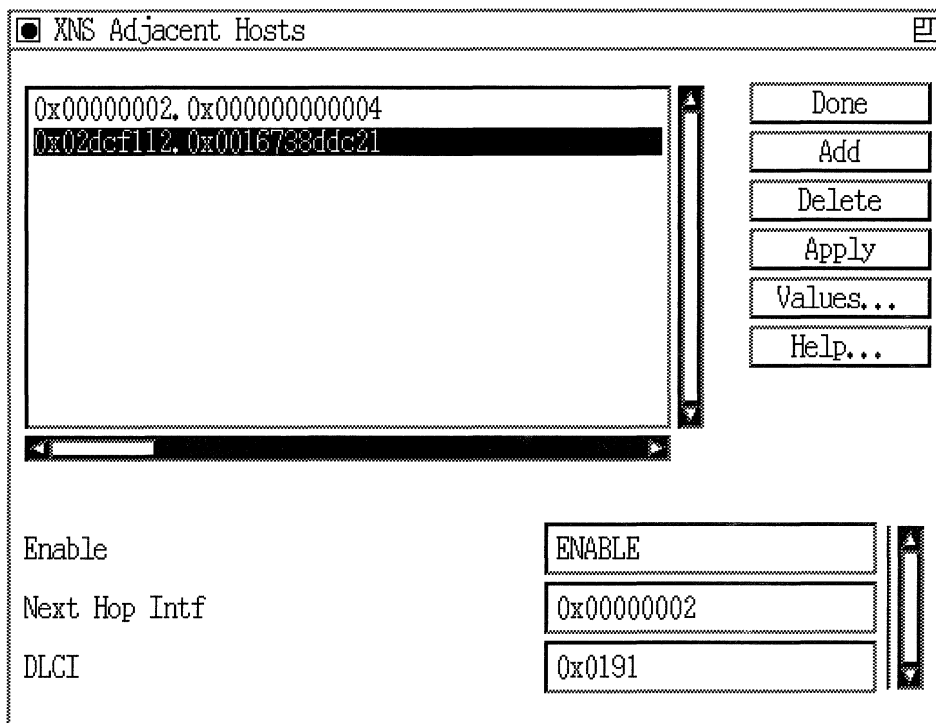 XNS Adjacent Hosts
0x00000002.0x000000000004
0x02dcf112.0x0016738ddc21
Done
Add
Delete
Apply
Values...
Help...
Enable
ENABLE
Next Hop Intf
0x00000002
DLCI
0x0191